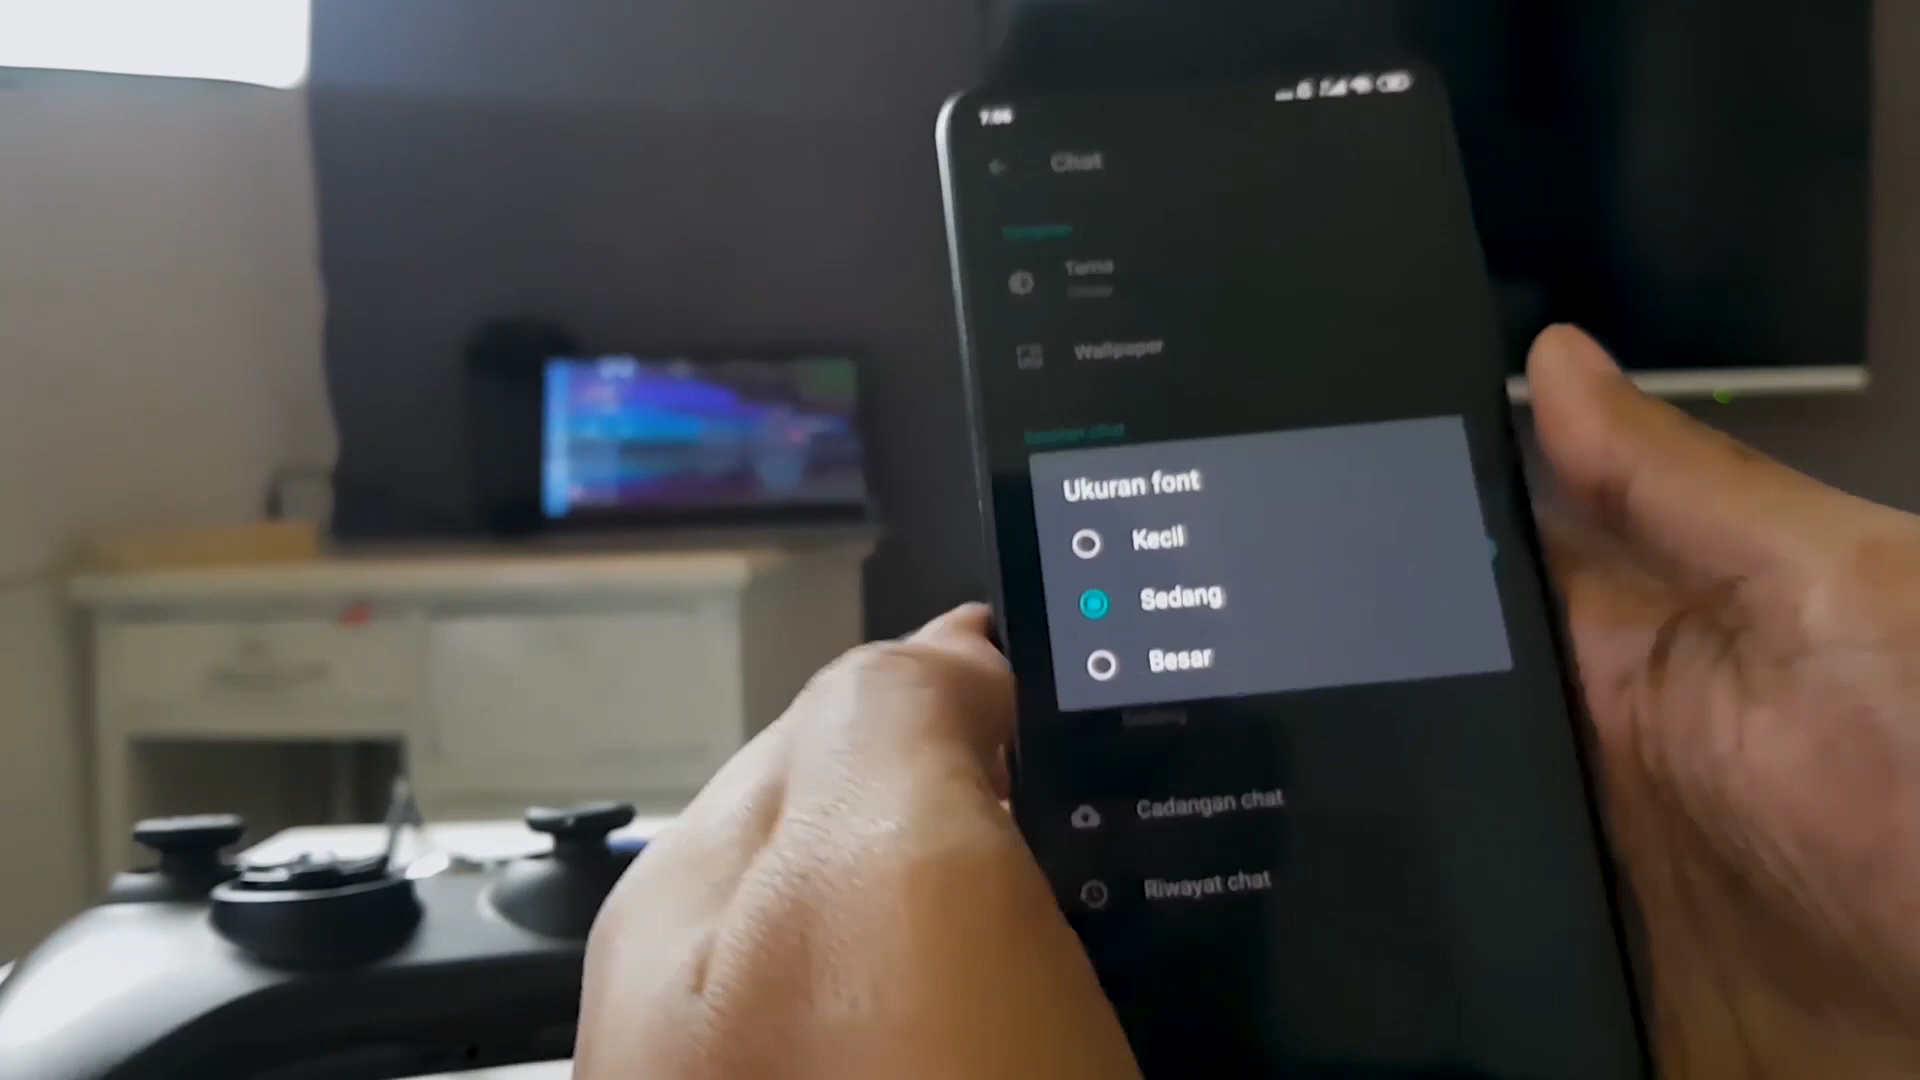 7:06
Chat
Tema
Wallpaper
Ukuran font
Kecil
Sedang
Besar
Cadangan chat
Riwayat chat